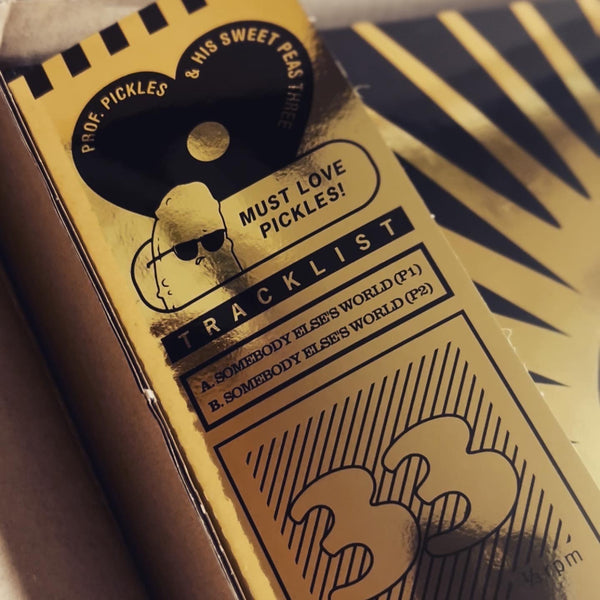 PROF. PICKLES & HIS SWEET PEAS THREE
MUST LOVE
PICKLES!
TRACKLIST
A. SOMEBODY ELSE'S WORLD (P1)
B. SOMEBODY ELSE'S WORLD (P2)
33
1/3 rpm